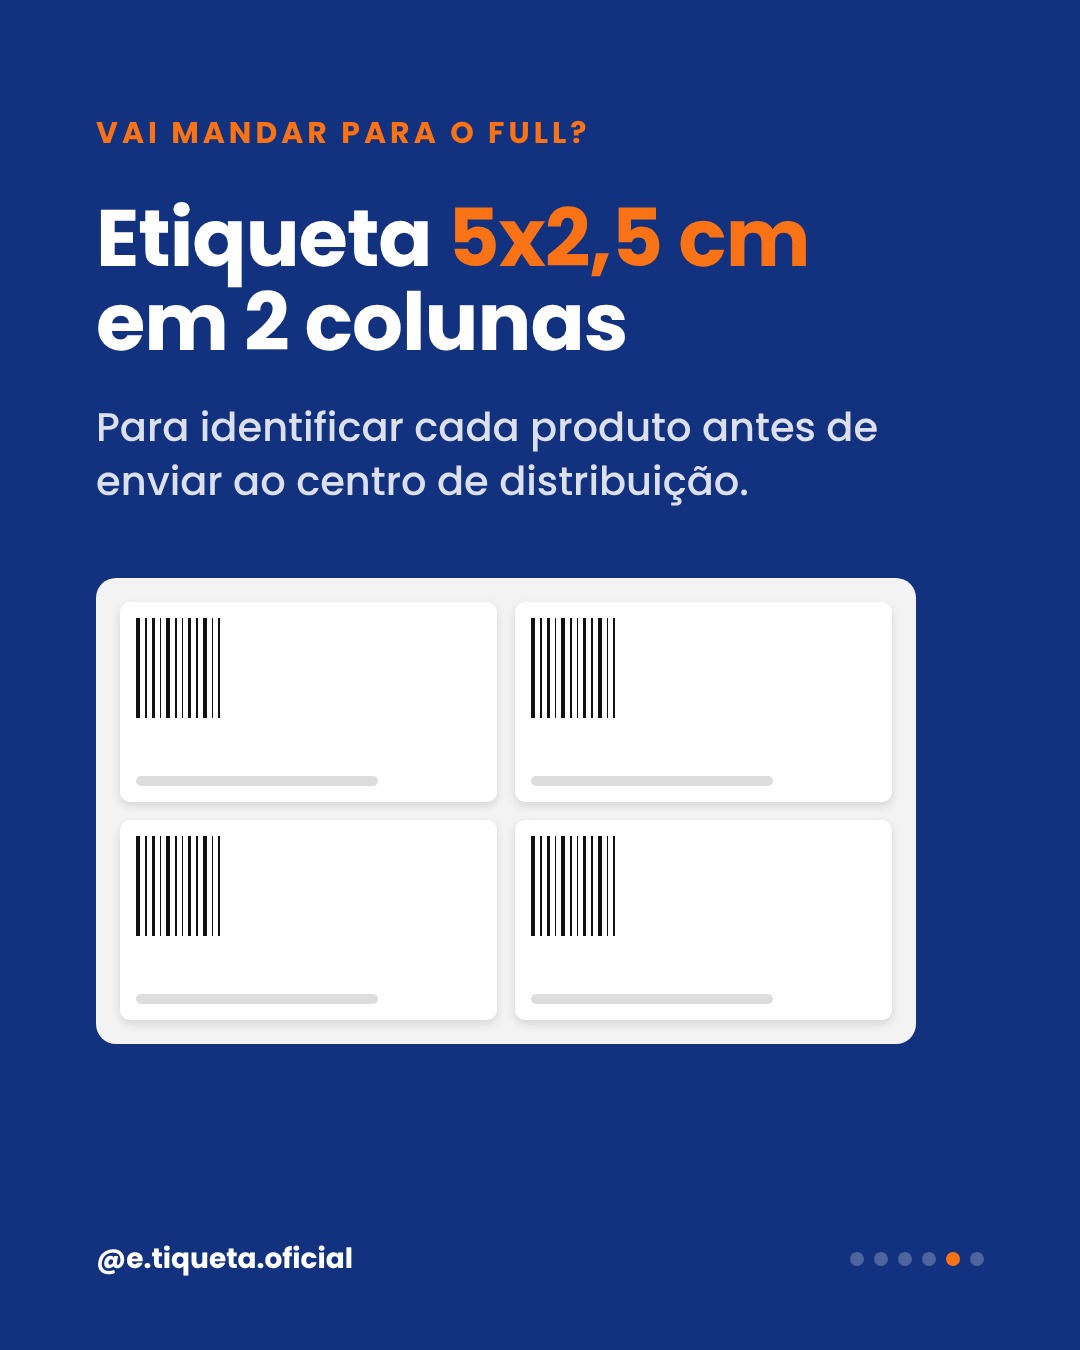 VAI MANDAR PARA O FULL?
Etiqueta 5x2,5 cm
em 2 colunas
Para identificar cada produto antes de
enviar ao centro de distribuição.
@e.tiqueta.oficial